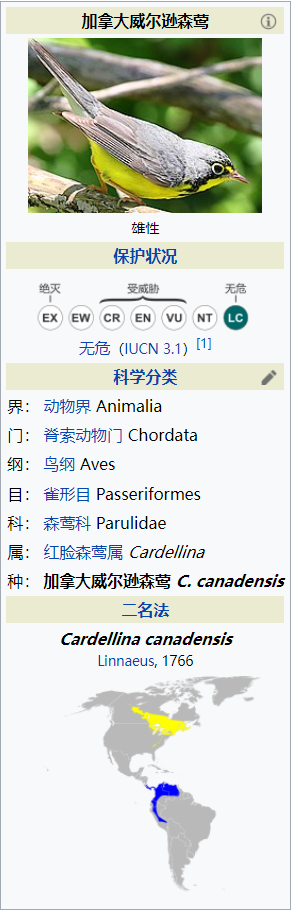 加拿大威尔逊森莺
雄性
保护状况
绝灭 受威胁 无危
EX EW CR EN VU NT LC
无危（IUCN 3.1）[1]
科学分类
界： 动物界 Animalia
门： 脊索动物门 Chordata
纲： 鸟纲 Aves
目： 雀形目 Passeriformes
科： 森莺科 Parulidae
属： 红脸森莺属 Cardellina
种： 加拿大威尔逊森莺 C. canadensis
二名法
Cardellina canadensis
Linnaeus, 1766